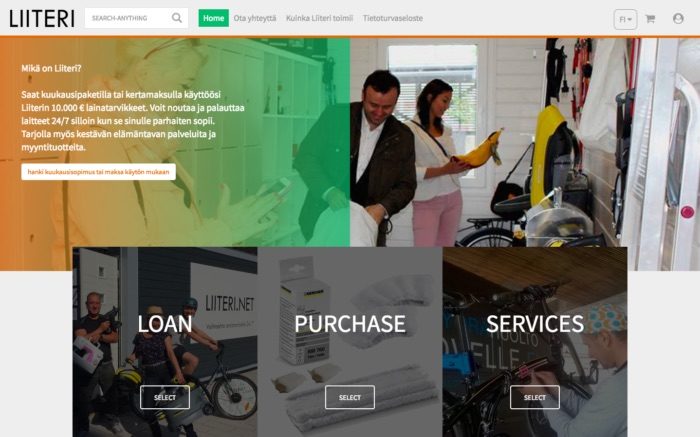 LIITERI
SEARCH-ANYTHING
Home
Ota yhteyttä
Kuinka Liiteri toimii
Tietoturvaseloste
FI
Mikä on Liiteri?
Saat kuukausipaketilla tai kertamaksulla käyttöösi
Liiterin 10.000 € lainatarvikkeet. Voit noutaa ja palauttaa
laitteet 24/7 silloin kun se sinulle parhaiten sopii.
Tarjolla myös kestävän elämäntavan palveluita ja
myyntituotteita.
hanki kuukausisopimus tai maksa käytön mukaan
LIITERI.NET
LOAN
PURCHASE
SERVICES
SELECT
SELECT
SELECT